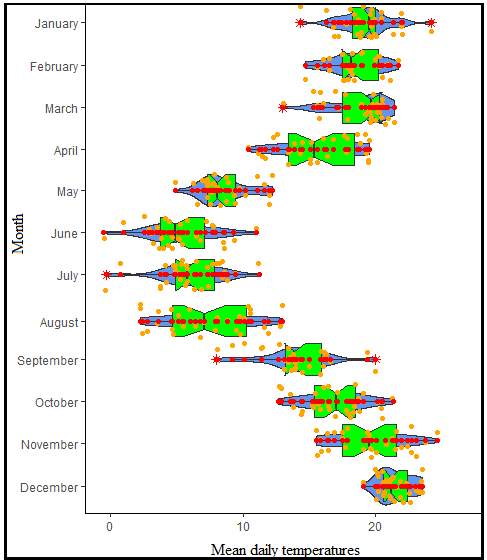 January
February
March
April
May
June
July
August
September
October
November
December
Month
0 10 20
Mean daily temperatures